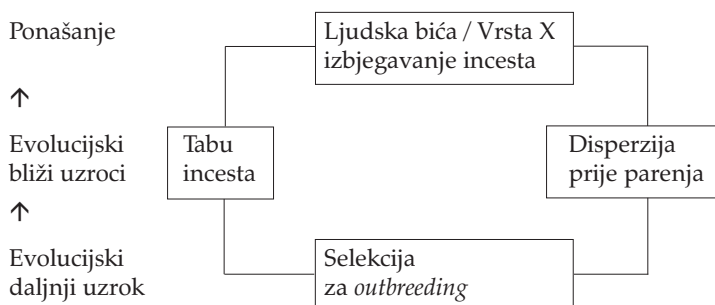 Ponašanje
Ljudska bića / Vrsta X
izbjegavanje incesta
↑
Evolucijski
bliži uzroci
Tabu
incesta
Disperzija
prije parenja
↑
Evolucijski
daljnji uzrok
Selekcija
za outbreeding